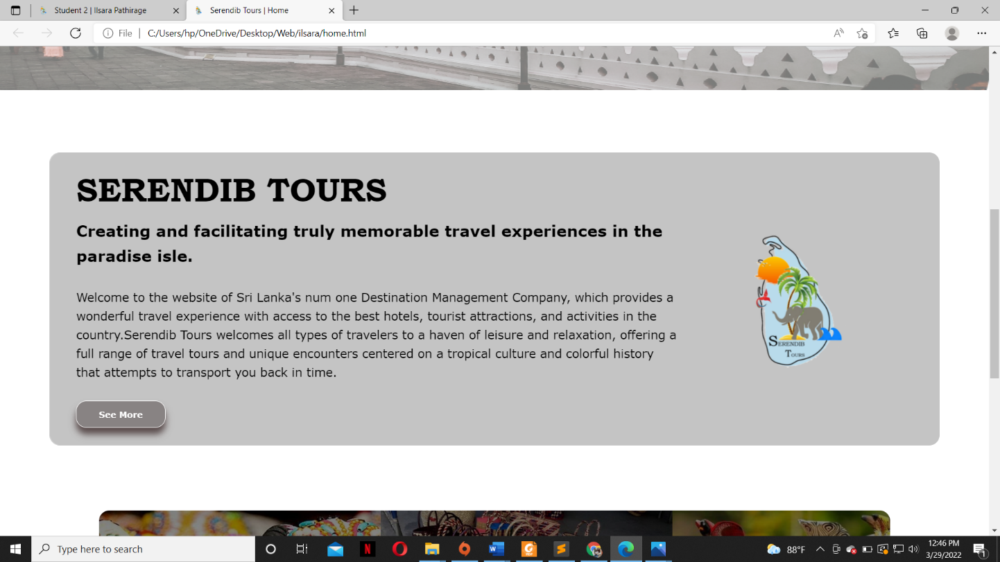 Student 2 | Ilsara Pathirage
Serendib Tours | Home
File | C:/Users/hp/OneDrive/Desktop/Web/ilsara/home.html
SERENDIB TOURS
Creating and facilitating truly memorable travel experiences in the
paradise isle.
Welcome to the website of Sri Lanka's num one Destination Management Company, which provides a
wonderful travel experience with access to the best hotels, tourist attractions, and activities in the
country.Serendib Tours welcomes all types of travelers to a haven of leisure and relaxation, offering a
full range of travel tours and unique encounters centered on a tropical culture and colorful history
that attempts to transport you back in time.
See More
SERENDIB
TOURS
Type here to search
88°F
12:46 PM
3/29/2022
1